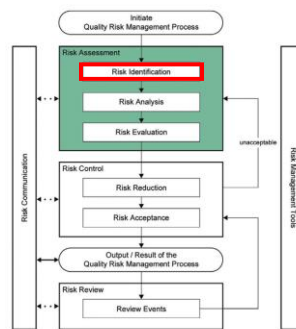 Initiate
Quality Risk Management Process
Risk Assessment
Risk Identification
Risk Analysis
Risk Evaluation
unacceptable
Risk Control
Risk Reduction
Risk Acceptance
Output / Result of the
Quality Risk Management Process
Risk Review
Review Events
Risk Communication
Risk Management Tools